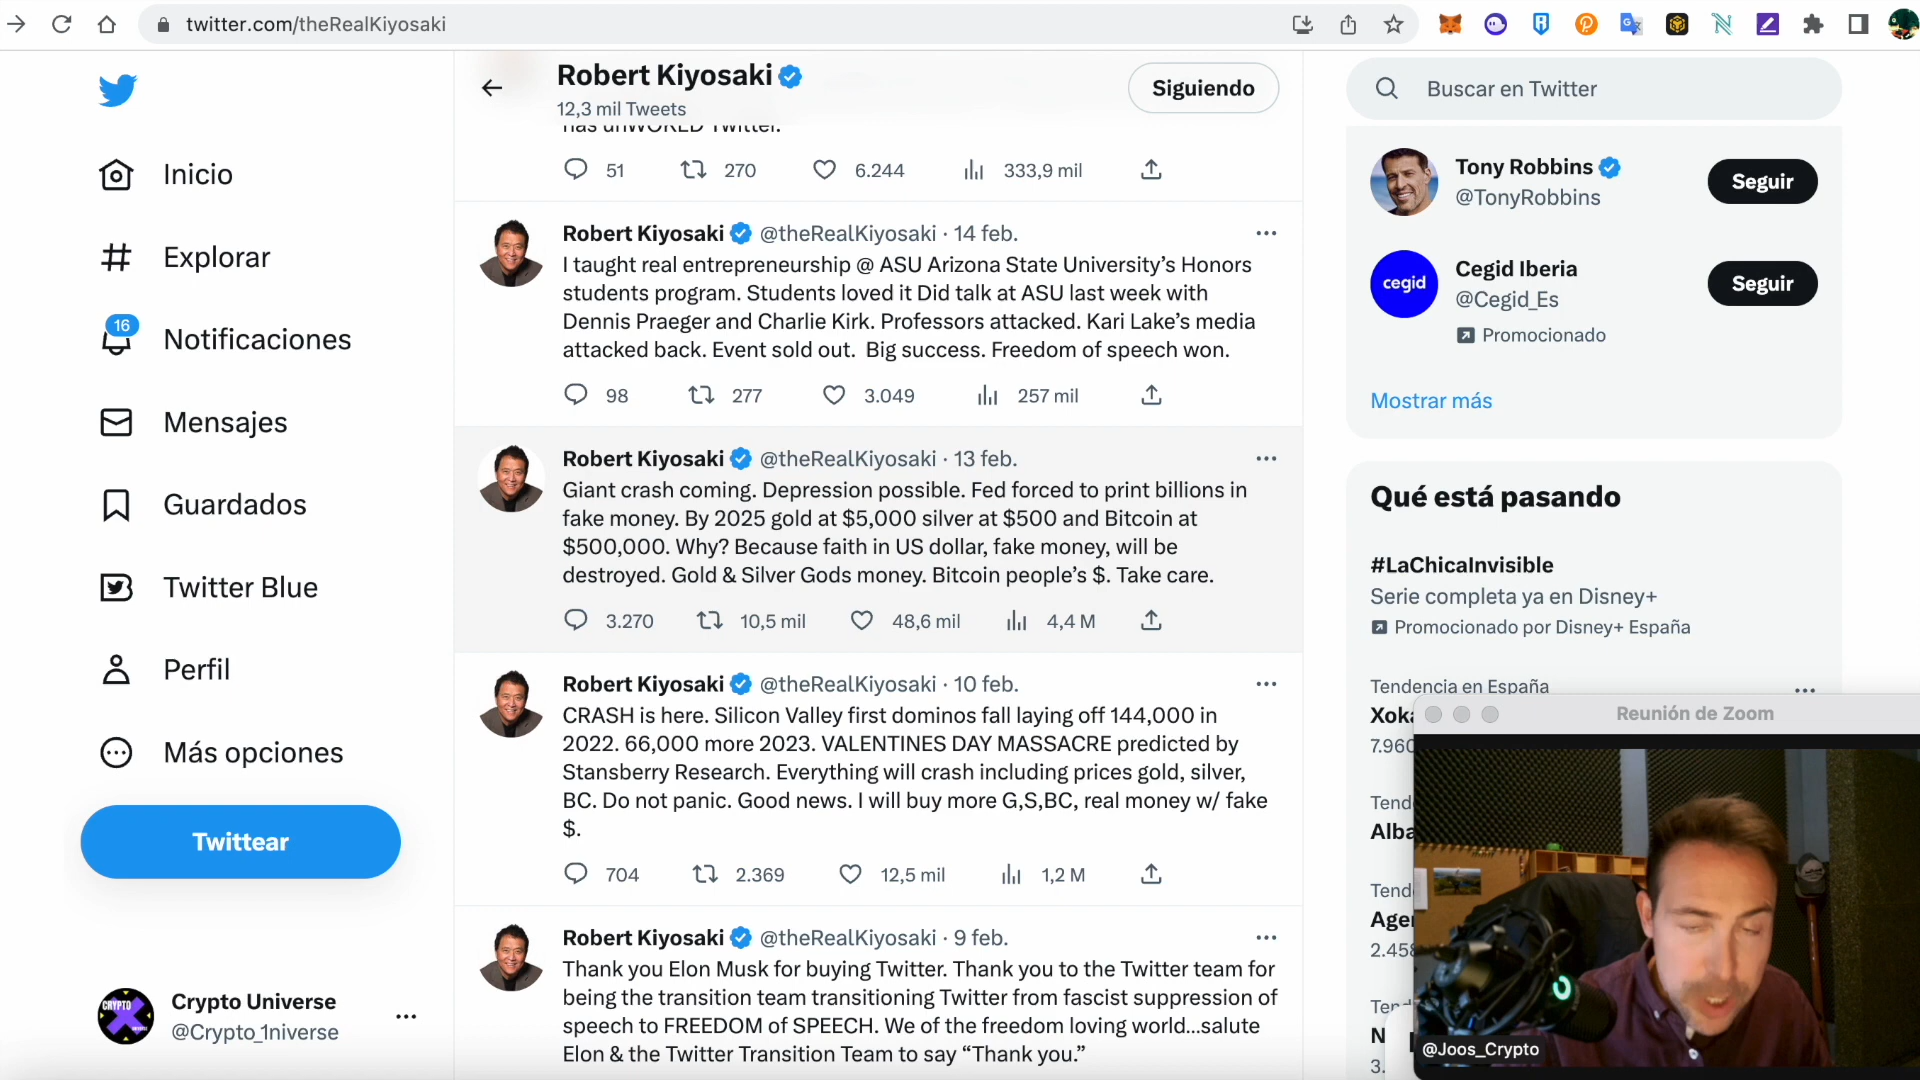 twitter.com/theRealKiyosaki
Robert Kiyosaki
12,3 mil Tweets
Siguiendo
Buscar en Twitter
Inicio
Explorar
16
Notificaciones
Mensajes
Guardados
Twitter Blue
Perfil
Más opciones
Twittear
CRYPTO
Crypto Universe
@Crypto_1niverse
has unWOKED Twitter.
51 270 6.244 333,9 mil
Robert Kiyosaki @theRealKiyosaki · 14 feb.
I taught real entrepreneurship @ ASU Arizona State University’s Honors
students program. Students loved it Did talk at ASU last week with
Dennis Praeger and Charlie Kirk. Professors attacked. Kari Lake’s media
attacked back. Event sold out. Big success. Freedom of speech won.
98 277 3.049 257 mil
Robert Kiyosaki @theRealKiyosaki · 13 feb.
Giant crash coming. Depression possible. Fed forced to print billions in
fake money. By 2025 gold at $5,000 silver at $500 and Bitcoin at
$500,000. Why? Because faith in US dollar, fake money, will be
destroyed. Gold & Silver Gods money. Bitcoin people’s $. Take care.
3.270 10,5 mil 48,6 mil 4,4 M
Robert Kiyosaki @theRealKiyosaki · 10 feb.
CRASH is here. Silicon Valley first dominos fall laying off 144,000 in
2022. 66,000 more 2023. VALENTINES DAY MASSACRE predicted by
Stansberry Research. Everything will crash including prices gold, silver,
BC. Do not panic. Good news. I will buy more G,S,BC, real money w/ fake
$.
704 2.369 12,5 mil 1,2 M
Robert Kiyosaki @theRealKiyosaki · 9 feb.
Thank you Elon Musk for buying Twitter. Thank you to the Twitter team for
being the transition team transitioning Twitter from fascist suppression of
speech to FREEDOM of SPEECH. We of the freedom loving world...salute
Elon & the Twitter Transition Team to say “Thank you.”
Tony Robbins
@TonyRobbins
Seguir
cegid
Cegid Iberia
@Cegid_Es
Promocionado
Seguir
Mostrar más
Qué está pasando
#LaChicaInvisible
Serie completa ya en Disney+
Promocionado por Disney+ España
Tendencia en España
Xoka
7.960
Tend
Alba
Tend
Ager
2.458
Ten
N
3.
Reunión de Zoom
@Joos_Crypto